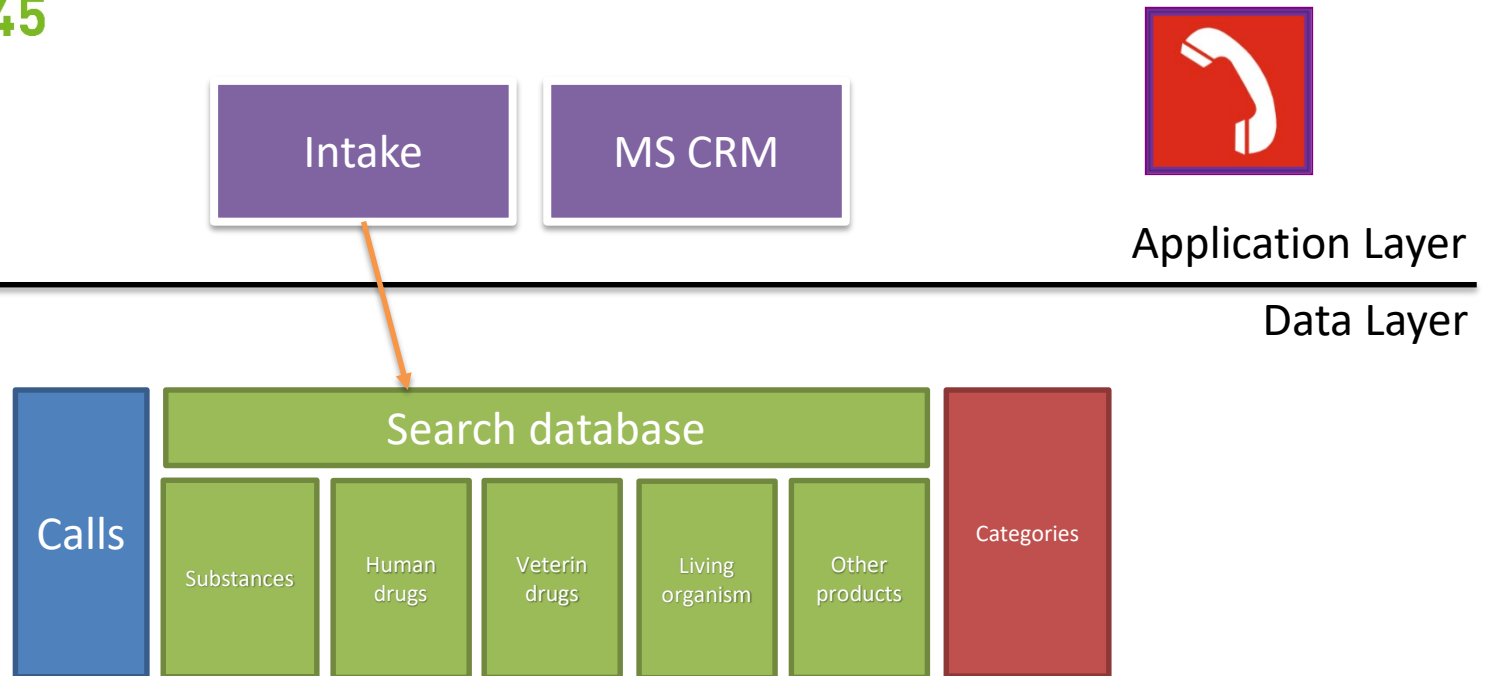 45
Intake
MS CRM
Application Layer
Data Layer
Search database
Calls
Substances
Human
drugs
Veterin
drugs
Living
organism
Other
products
Categories